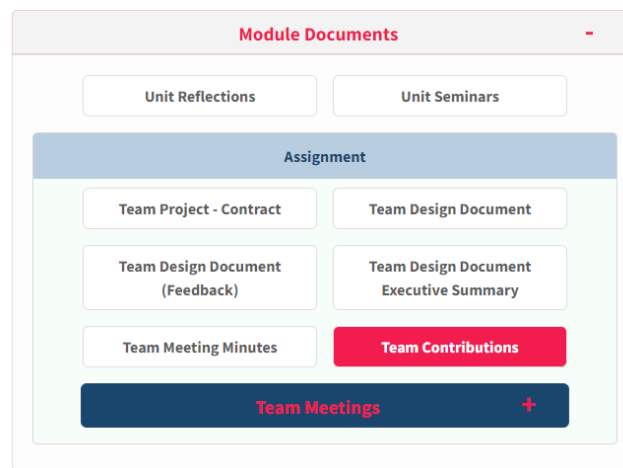 Module Documents -
Unit Reflections
Unit Seminars
Assignment
Team Project - Contract
Team Design Document
Team Design Document
(Feedback)
Team Design Document
Executive Summary
Team Meeting Minutes
Team Contributions
Team Meetings +